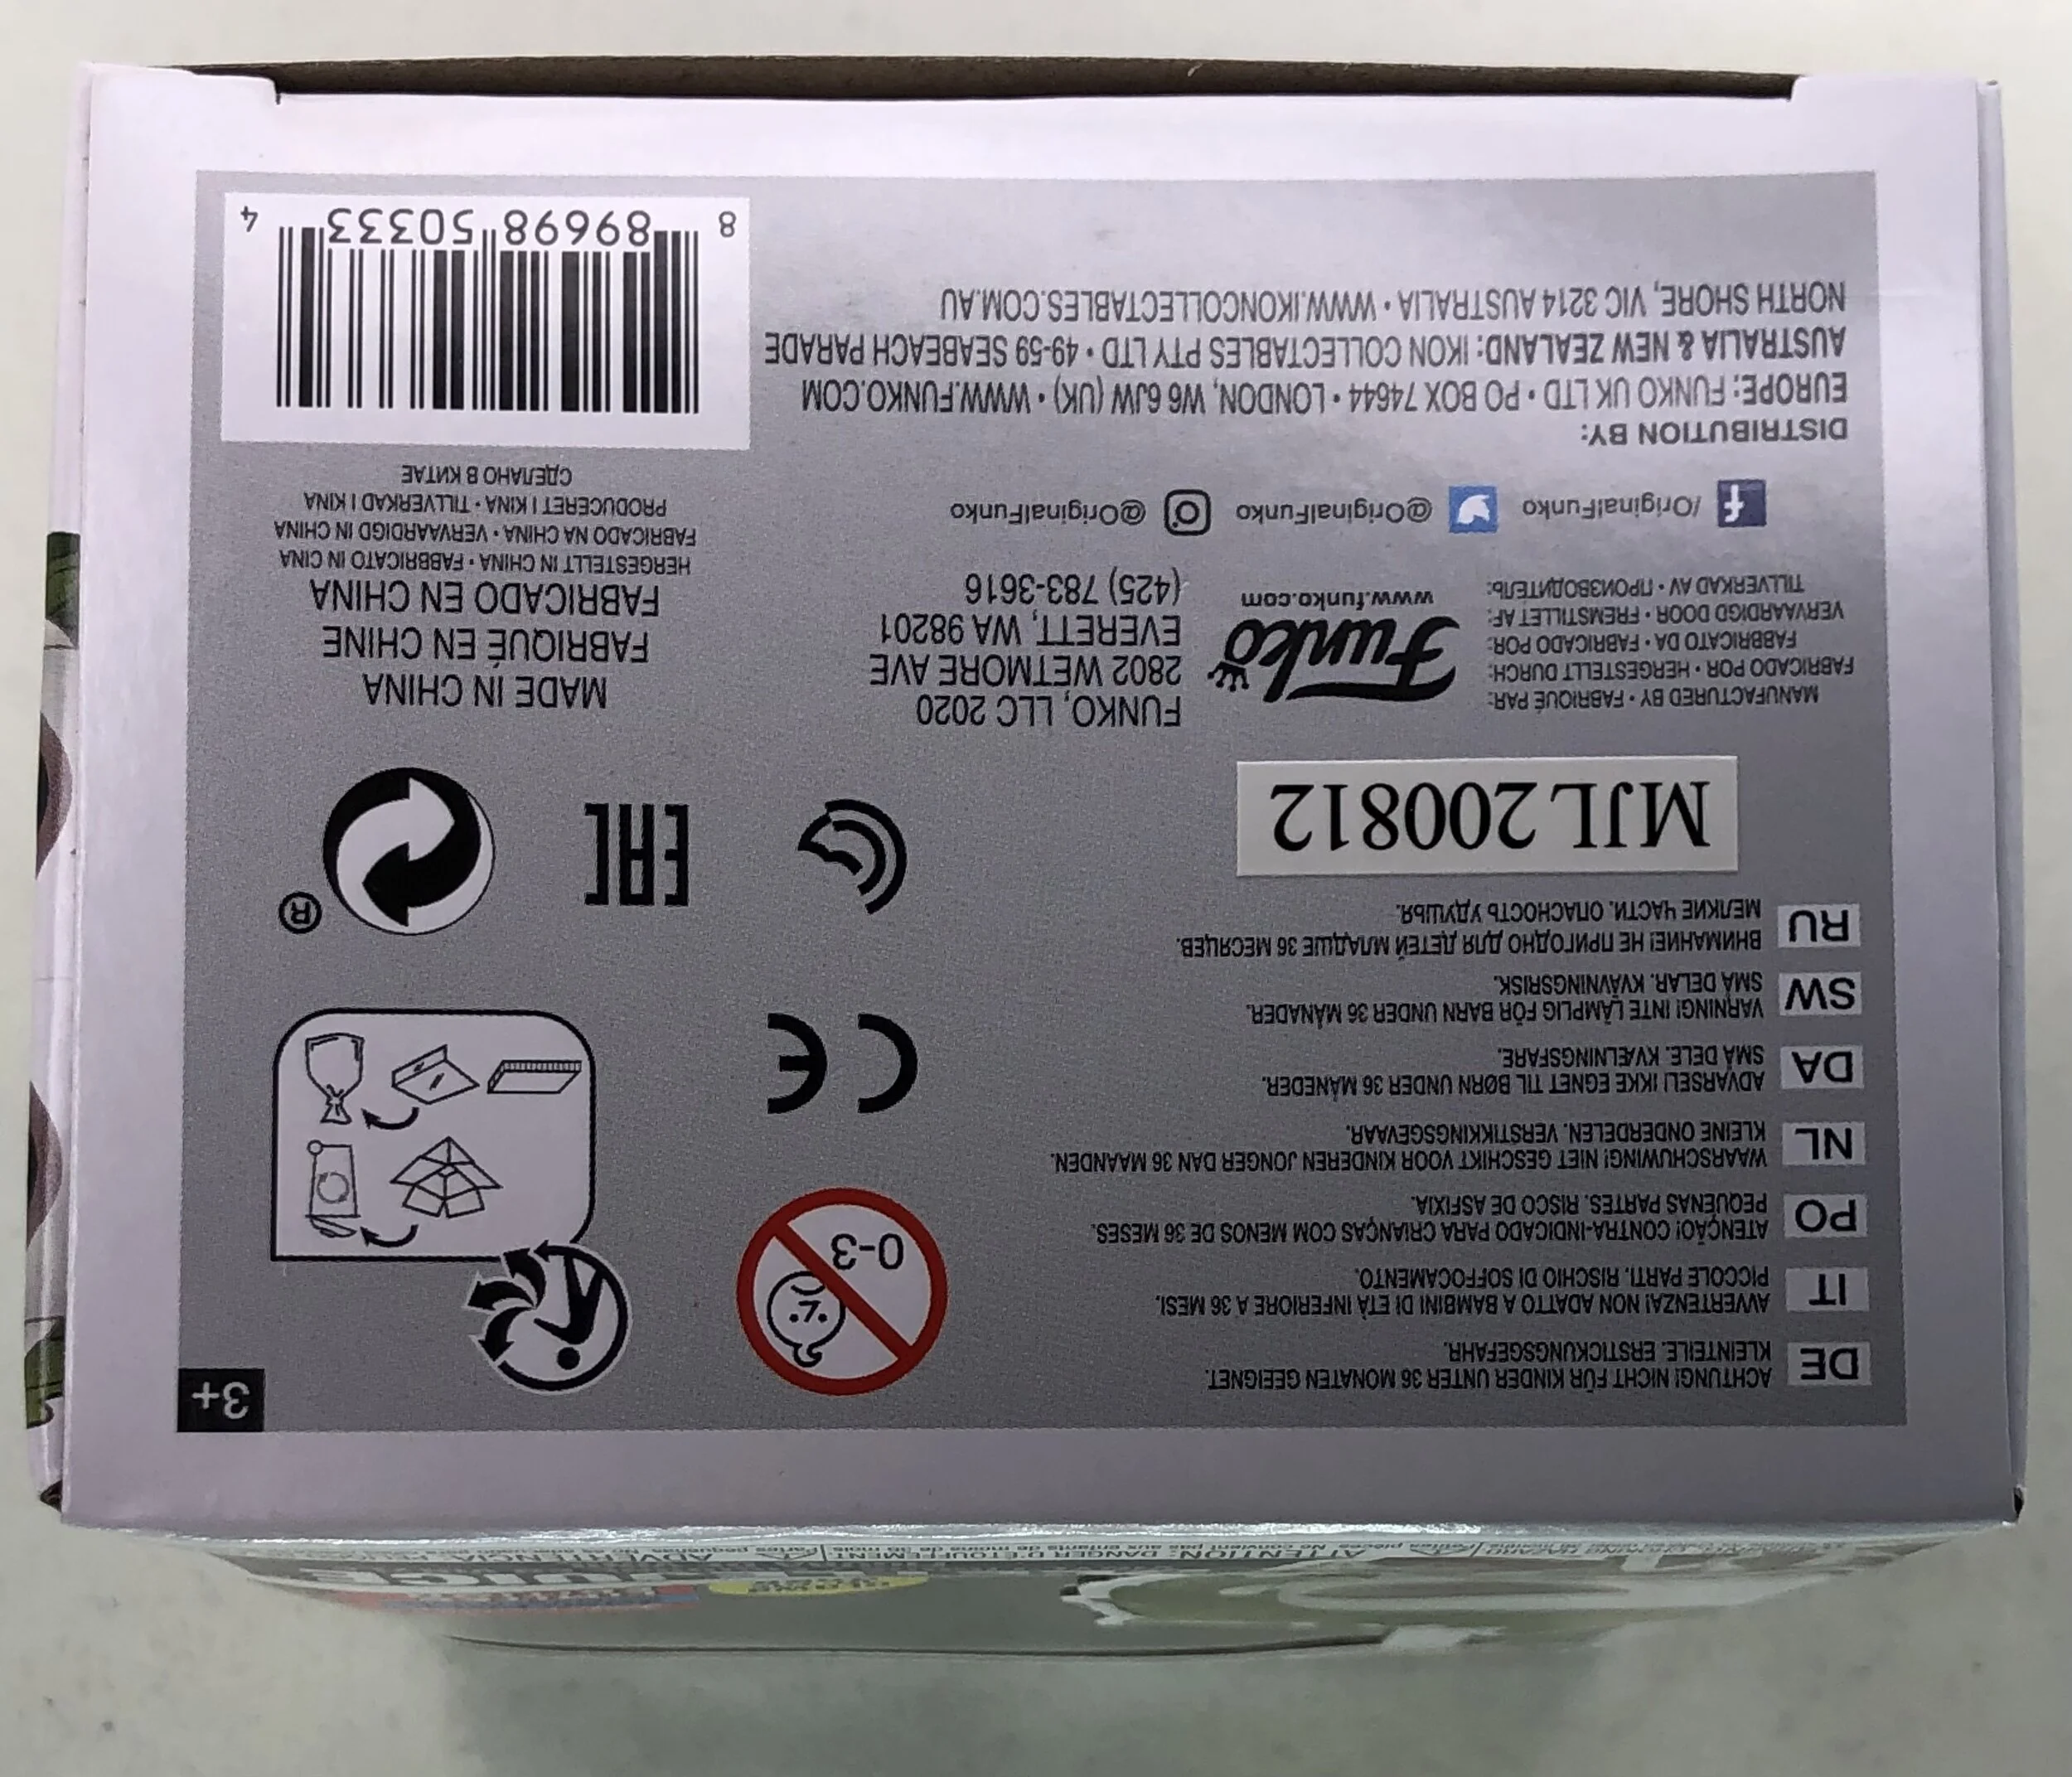 3+
DE
ACHTUNG! NICHT FÜR KINDER UNTER 36 MONATEN GEEIGNET.
KLEINTEILE. ERSTICKUNGSGEFAHR.
IT
AVVERTENZA! NON ADATTO A BAMBINI DI ETÀ INFERIORE A 36 MESI.
PICCOLE PARTI. RISCHIO DI SOFFOCAMENTO.
PO
ATENÇÃO! CONTRA-INDICADO PARA CRIANÇAS COM MENOS DE 36 MESES.
PEQUENAS PARTES. RISCO DE ASFIXIA.
NL
WAARSCHUWING! NIET GESCHIKT VOOR KINDEREN JONGER DAN 36 MAANDEN.
KLEINE ONDERDELEN. VERSTIKKINGSGEVAAR.
DA
ADVARSEL! IKKE EGNET TIL BØRN UNDER 36 MÅNEDER.
SMÅ DELE. KVÆLNINGSFARE.
SW
VARNING! INTE LÄMPLIG FÖR BARN UNDER 36 MÅNADER.
SMÅ DELAR. KVÄVNINGSRISK.
RU
ВНИМАНИЕ! НЕ ПРИГОДНО ДЛЯ ДЕТЕЙ МЛАДШЕ 36 МЕСЯЦЕВ.
МЕЛКИЕ ЧАСТИ. ОПАСНОСТЬ УДУШЬЯ.
0-3
CE
EAC
®
MJL 200812
MANUFACTURED BY • FABRIQUÉ PAR:
FABRICADO POR • HERGESTELLT DURCH:
FABBRICATO DA • FABRICADO POR:
VERVAARDIGD DOOR • FREMSTILLET AF:
TILLVERKAD AV • ПРОИЗВОДИТЕЛЬ:
Funko
www.funko.com
FUNKO, LLC 2020
2802 WETMORE AVE
EVERETT, WA 98201
(425) 783-3616
MADE IN CHINA
FABRIQUÉ EN CHINE
FABRICADO EN CHINA
HERGESTELLT IN CHINA • FABBRICATO IN CINA
FABRICADO NA CHINA • VERVAARDIGD IN CHINA
PRODUCERET I KINA • TILLVERKAD I KINA
СДЕЛАНО В КИТАЕ
/OriginalFunko
@OriginalFunko
@OriginalFunko
DISTRIBUTION BY:
EUROPE: FUNKO UK LTD • PO BOX 74644 • LONDON, W6 6JW (UK) • WWW.FUNKO.COM
AUSTRALIA & NEW ZEALAND: IKON COLLECTABLES PTY LTD • 49-59 SEABEACH PARADE
NORTH SHORE, VIC 3214 AUSTRALIA • WWW.IKONCOLLECTABLES.COM.AU
8 89698 50333 4